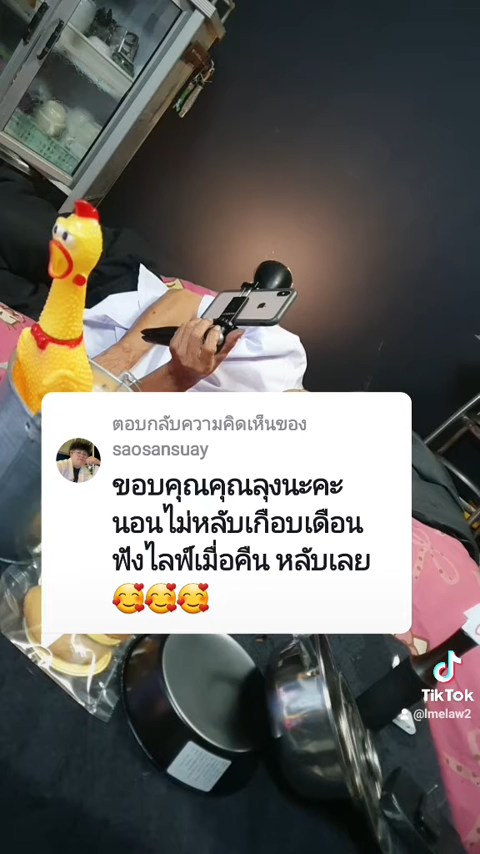 ตอบกลับความคิดเห็นของ
saosansuay
ขอบคุณคุณลุงนะคะ
นอนไม่หลับเกือบเดือน
ฟังไลฟ์เมื่อคืน หลับเลย
🥰🥰🥰
TikTok
@lmelaw2